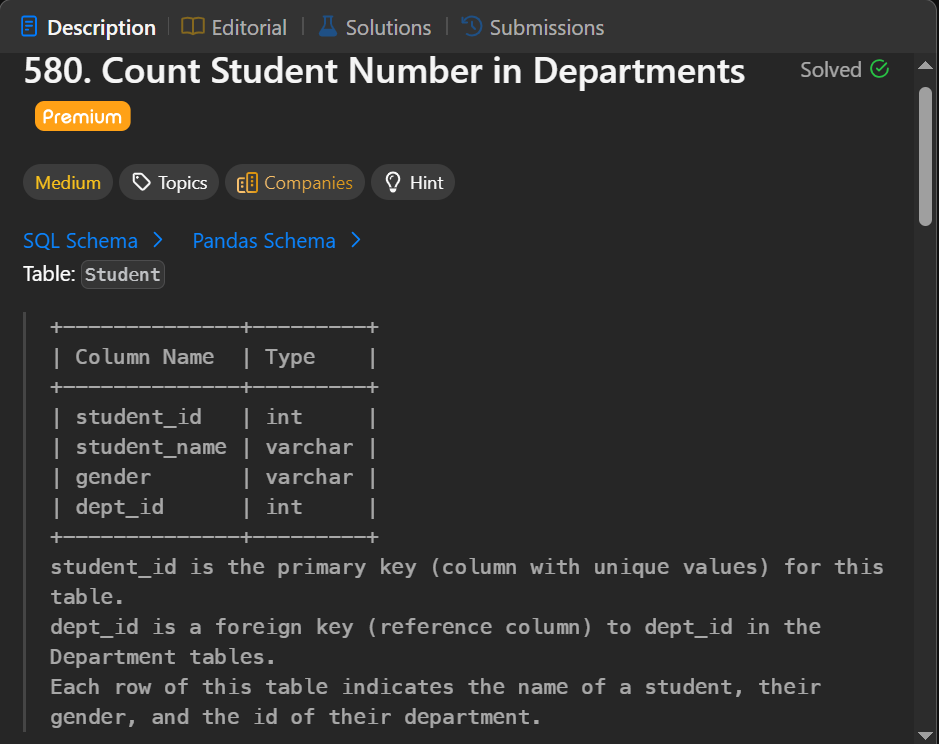 Description | Editorial | Solutions | Submissions
580. Count Student Number in Departments
Solved
Premium
Medium Topics Companies Hint
SQL Schema > Pandas Schema >
Table: Student
+--------------+---------+
| Column Name  | Type    |
+--------------+---------+
| student_id   | int     |
| student_name | varchar |
| gender       | varchar |
| dept_id      | int     |
+--------------+---------+
student_id is the primary key (column with unique values) for this
table.
dept_id is a foreign key (reference column) to dept_id in the
Department tables.
Each row of this table indicates the name of a student, their
gender, and the id of their department.